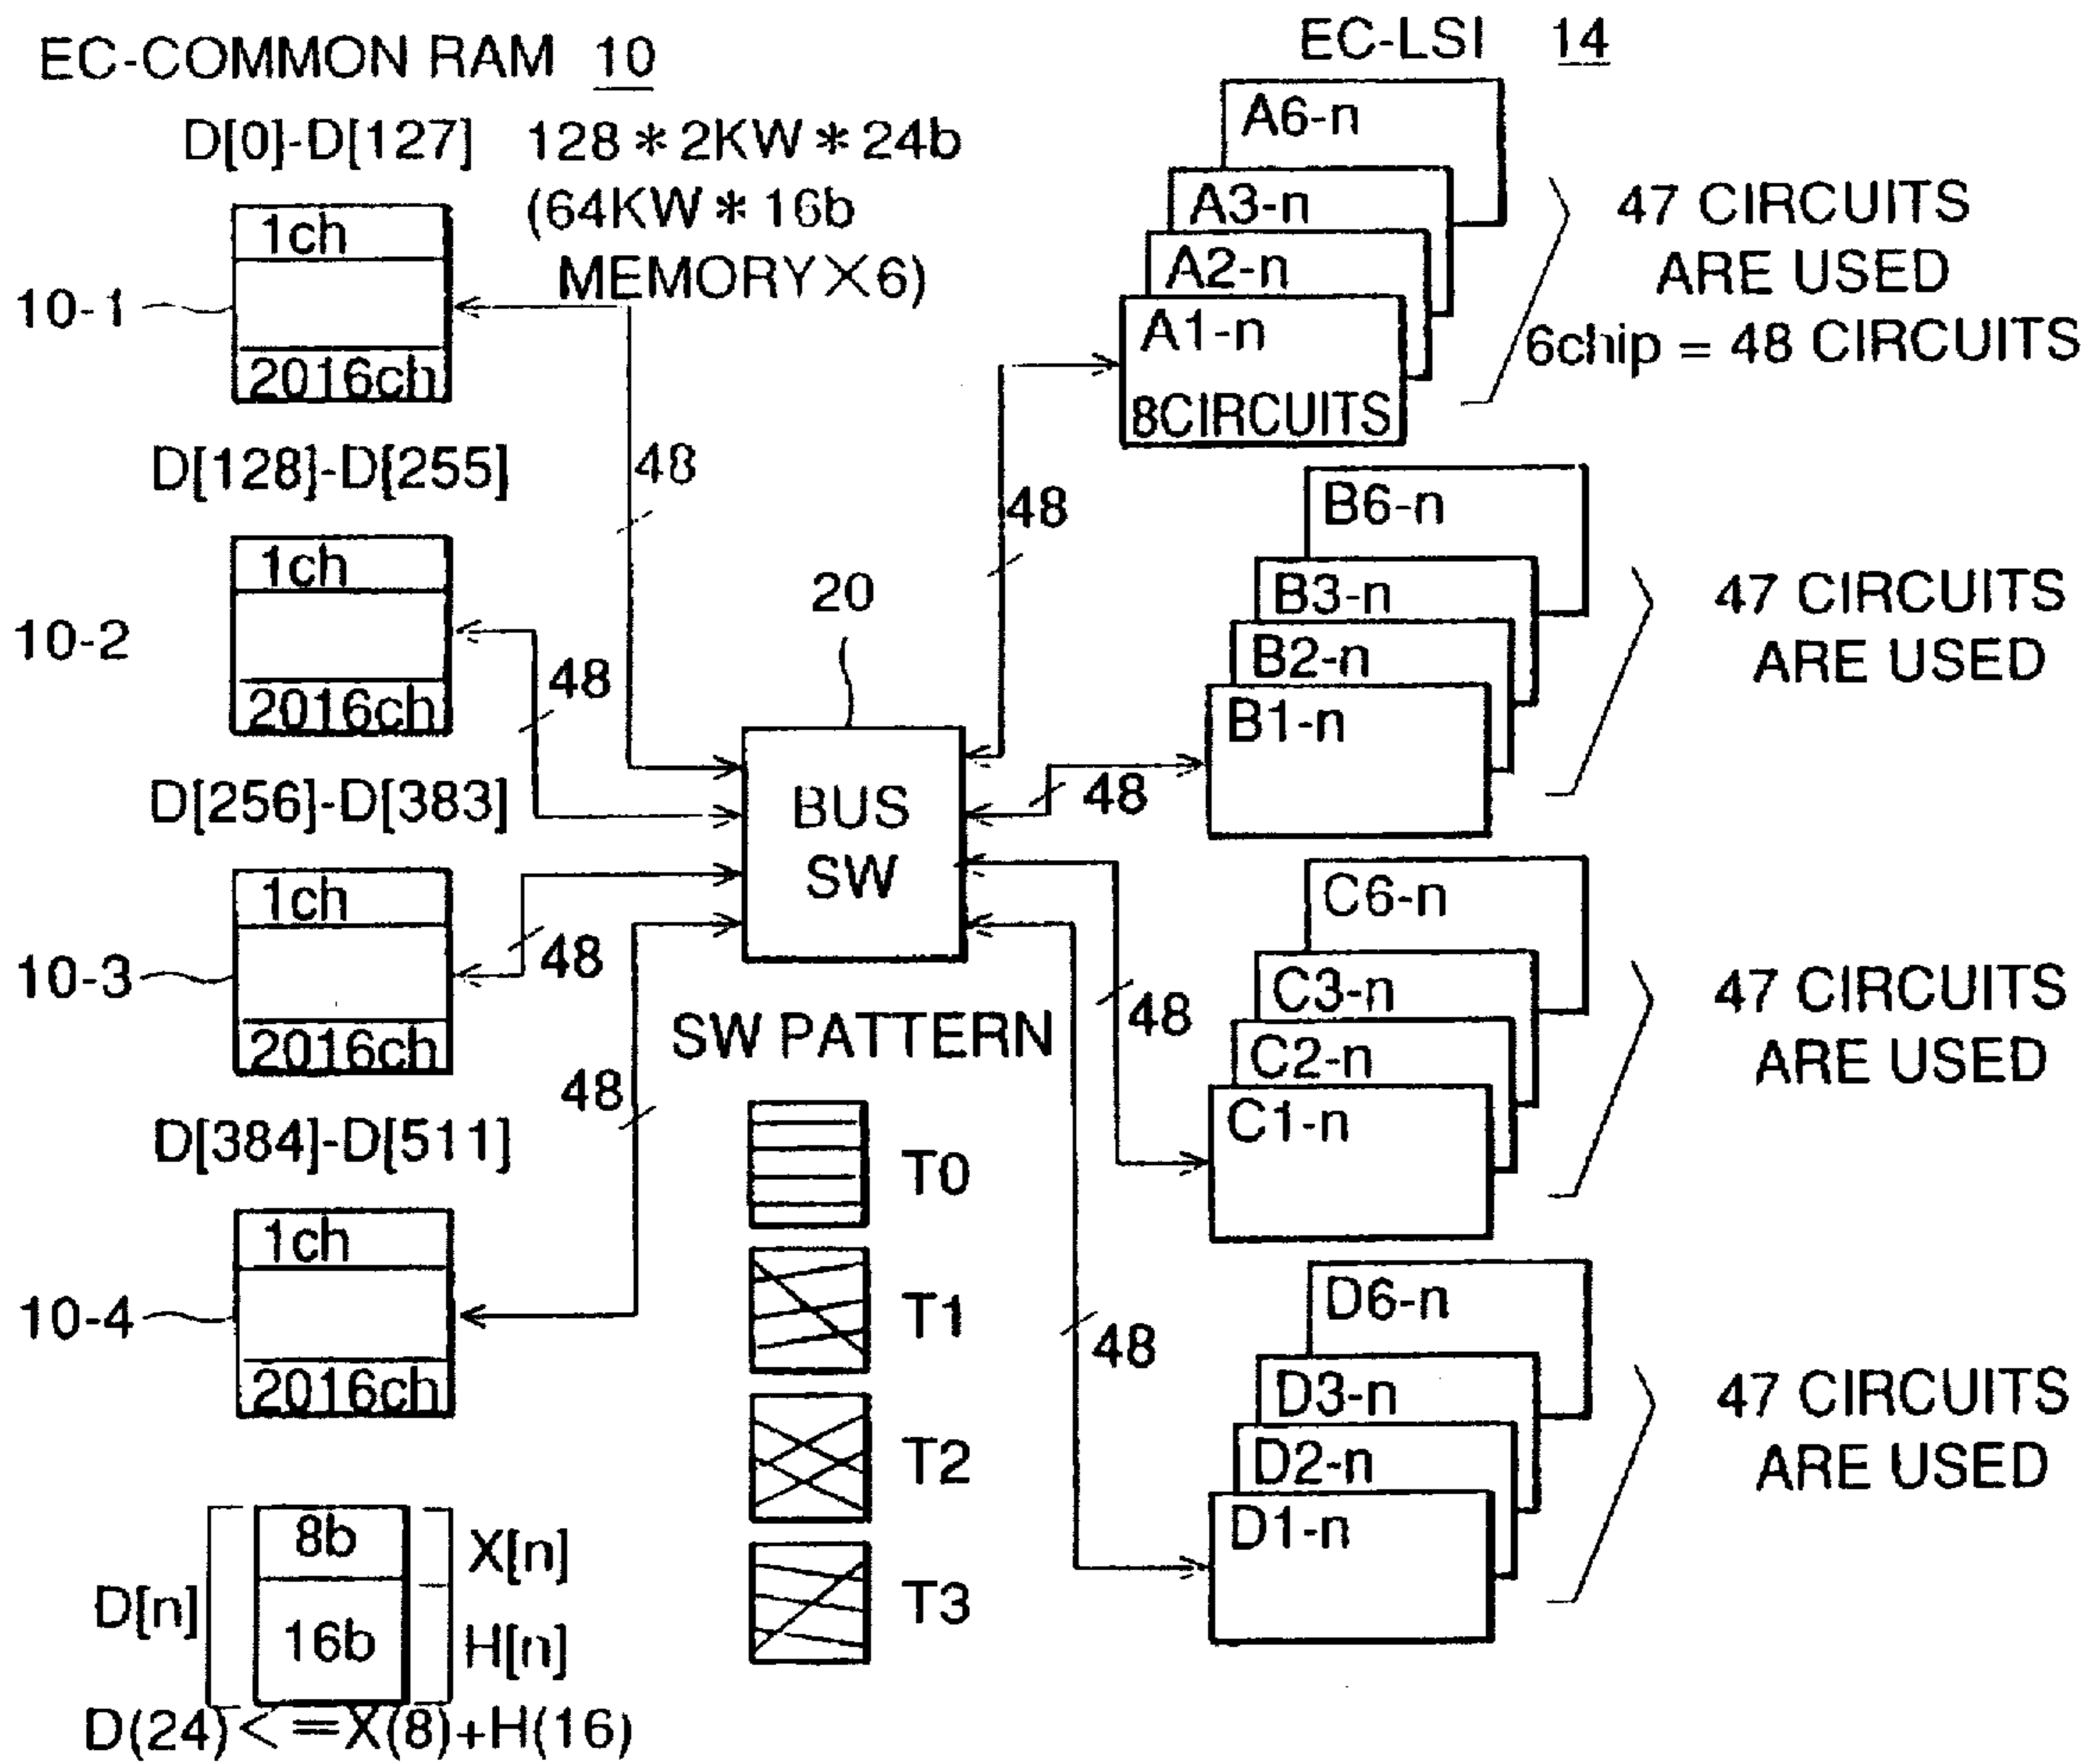 EC-COMMON RAM 10
D[0]-D[127] 128*2KW*24b
(64KW*16b
MEMORY×6)
1ch
2016ch
10-1
D[128]-D[255]
1ch
2016ch
10-2
D[256]-D[383]
1ch
2016ch
10-3
D[384]-D[511]
1ch
2016ch
10-4
D[n]
8b
16b
X[n]
H[n]
D(24)<=X(8)+H(16)
48
48
48
48
20
BUS
SW
SW PATTERN
T0
T1
T2
T3
48
48
48
48
EC-LSI 14
A6-n
A3-n
A2-n
A1-n
8CIRCUITS
47 CIRCUITS
ARE USED
6chip = 48 CIRCUITS
B6-n
B3-n
B2-n
B1-n
47 CIRCUITS
ARE USED
C6-n
C3-n
C2-n
C1-n
47 CIRCUITS
ARE USED
D6-n
D3-n
D2-n
D1-n
47 CIRCUITS
ARE USED